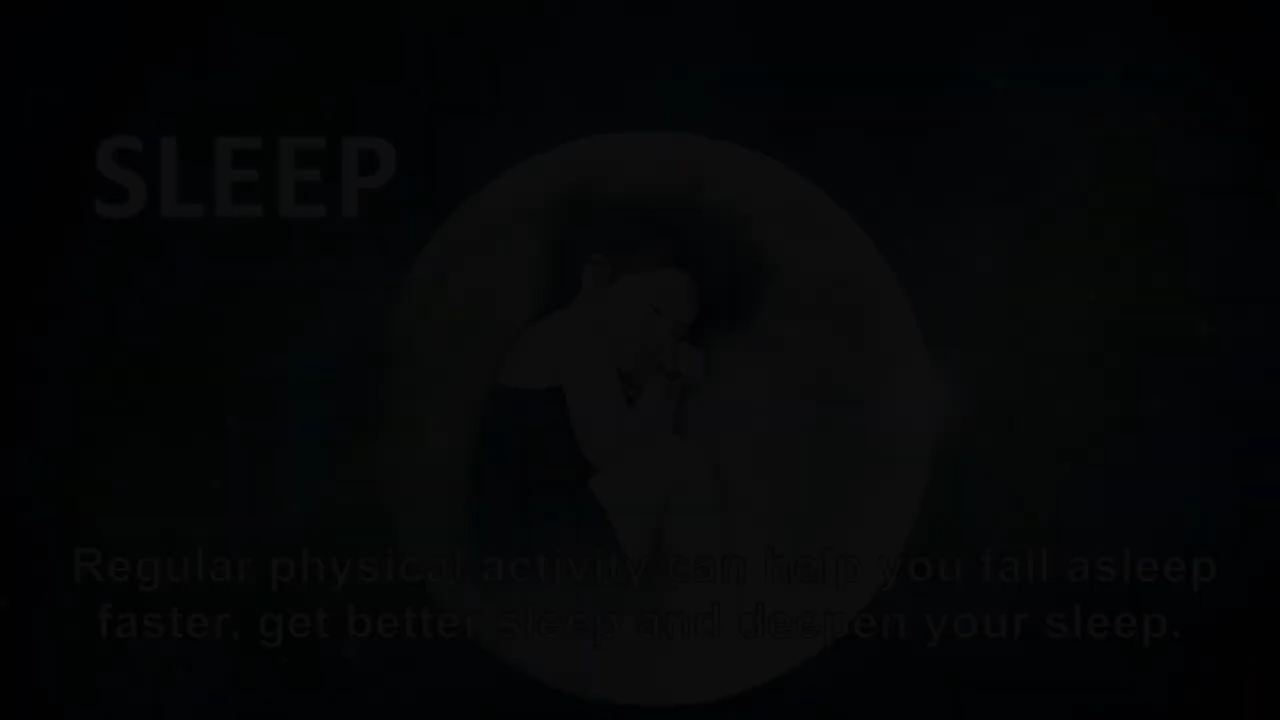 SLEEP
Regular physical activity can help you fall asleep
faster, get better sleep and deepen your sleep.